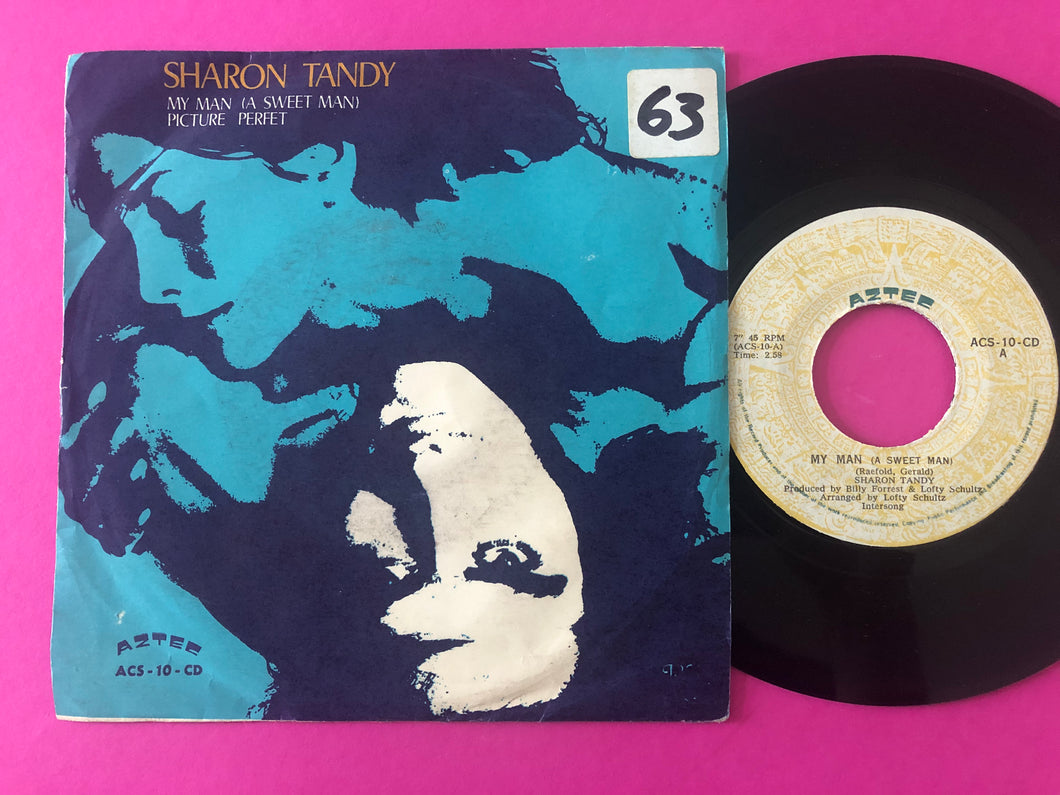 SHARON TANDY
MY MAN (A SWEET MAN)
PICTURE PERFET
63
AZTEC
ACS-10-CD
AZTEC
7" 45 RPM
(ACS-10-A)
Time: 2.58
ACS-10-CD
A
MY MAN (A SWEET MAN)
(Raefold, Gerald)
SHARON TANDY
Produced by Billy Forrest & Lofty Schultz
Arranged by Lofty Schultz
Intersong